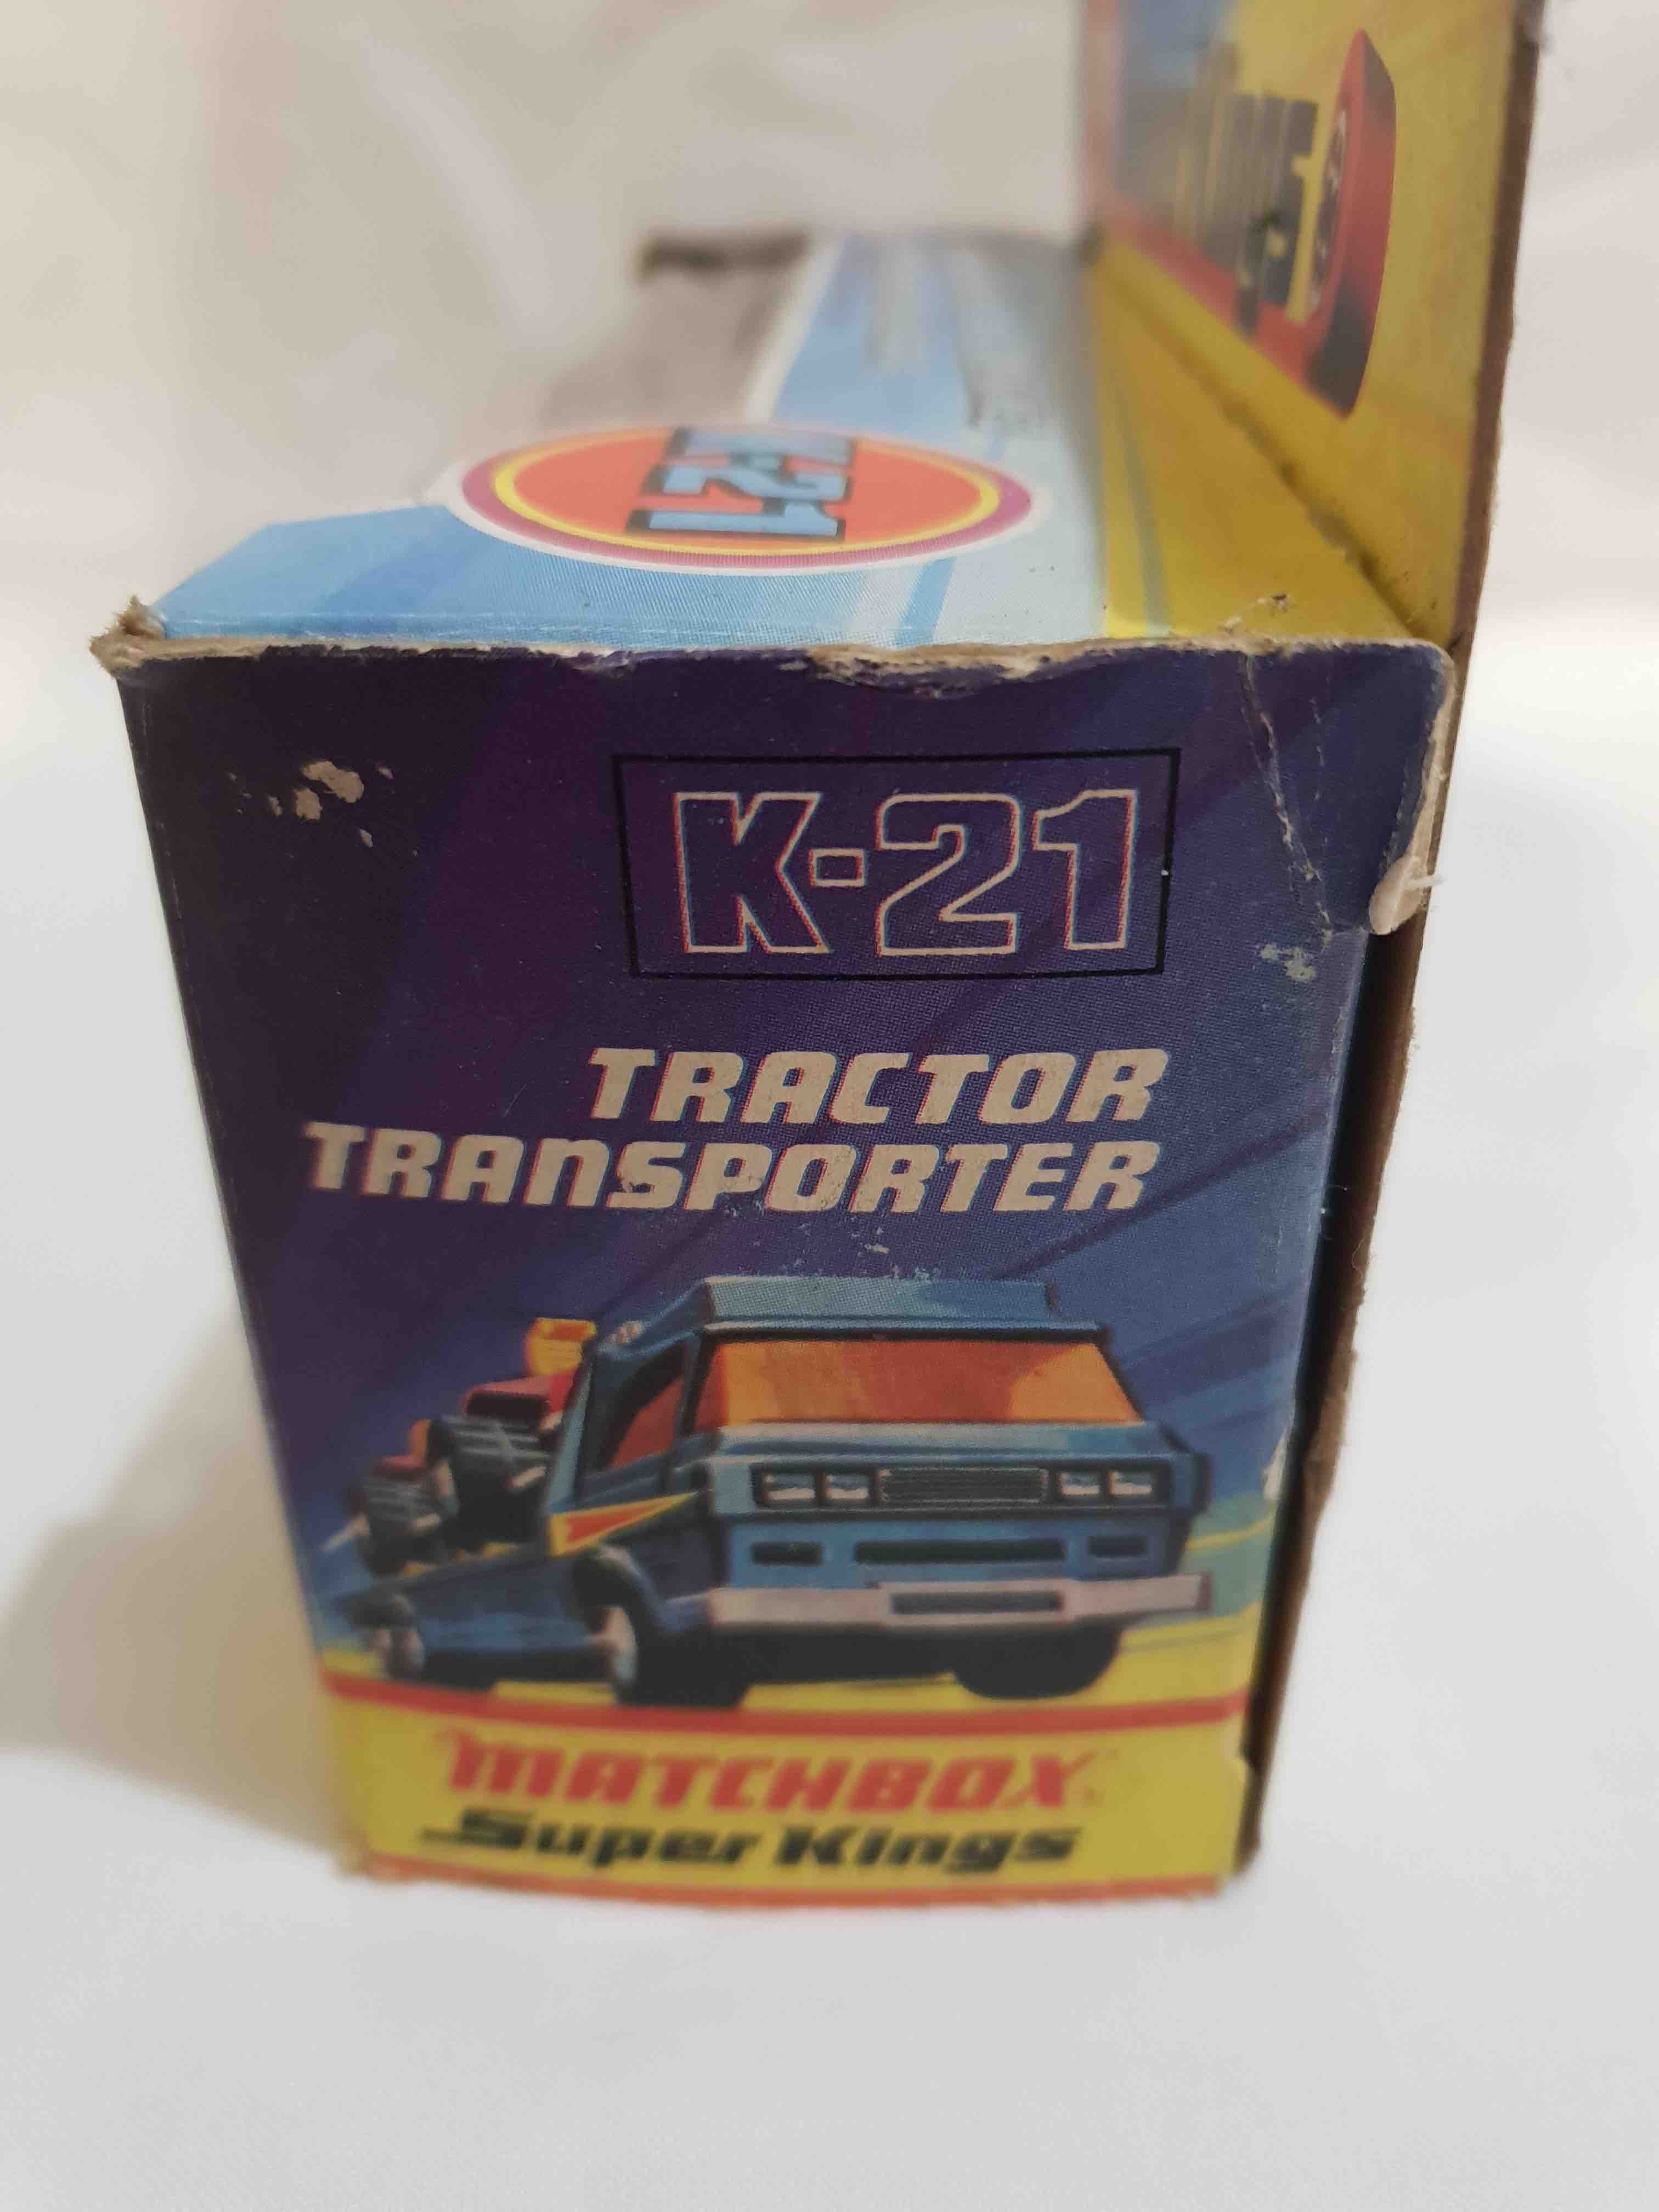 K-21
K-21
TRACTOR
TRANSPORTER
MATCHBOX
Super Kings